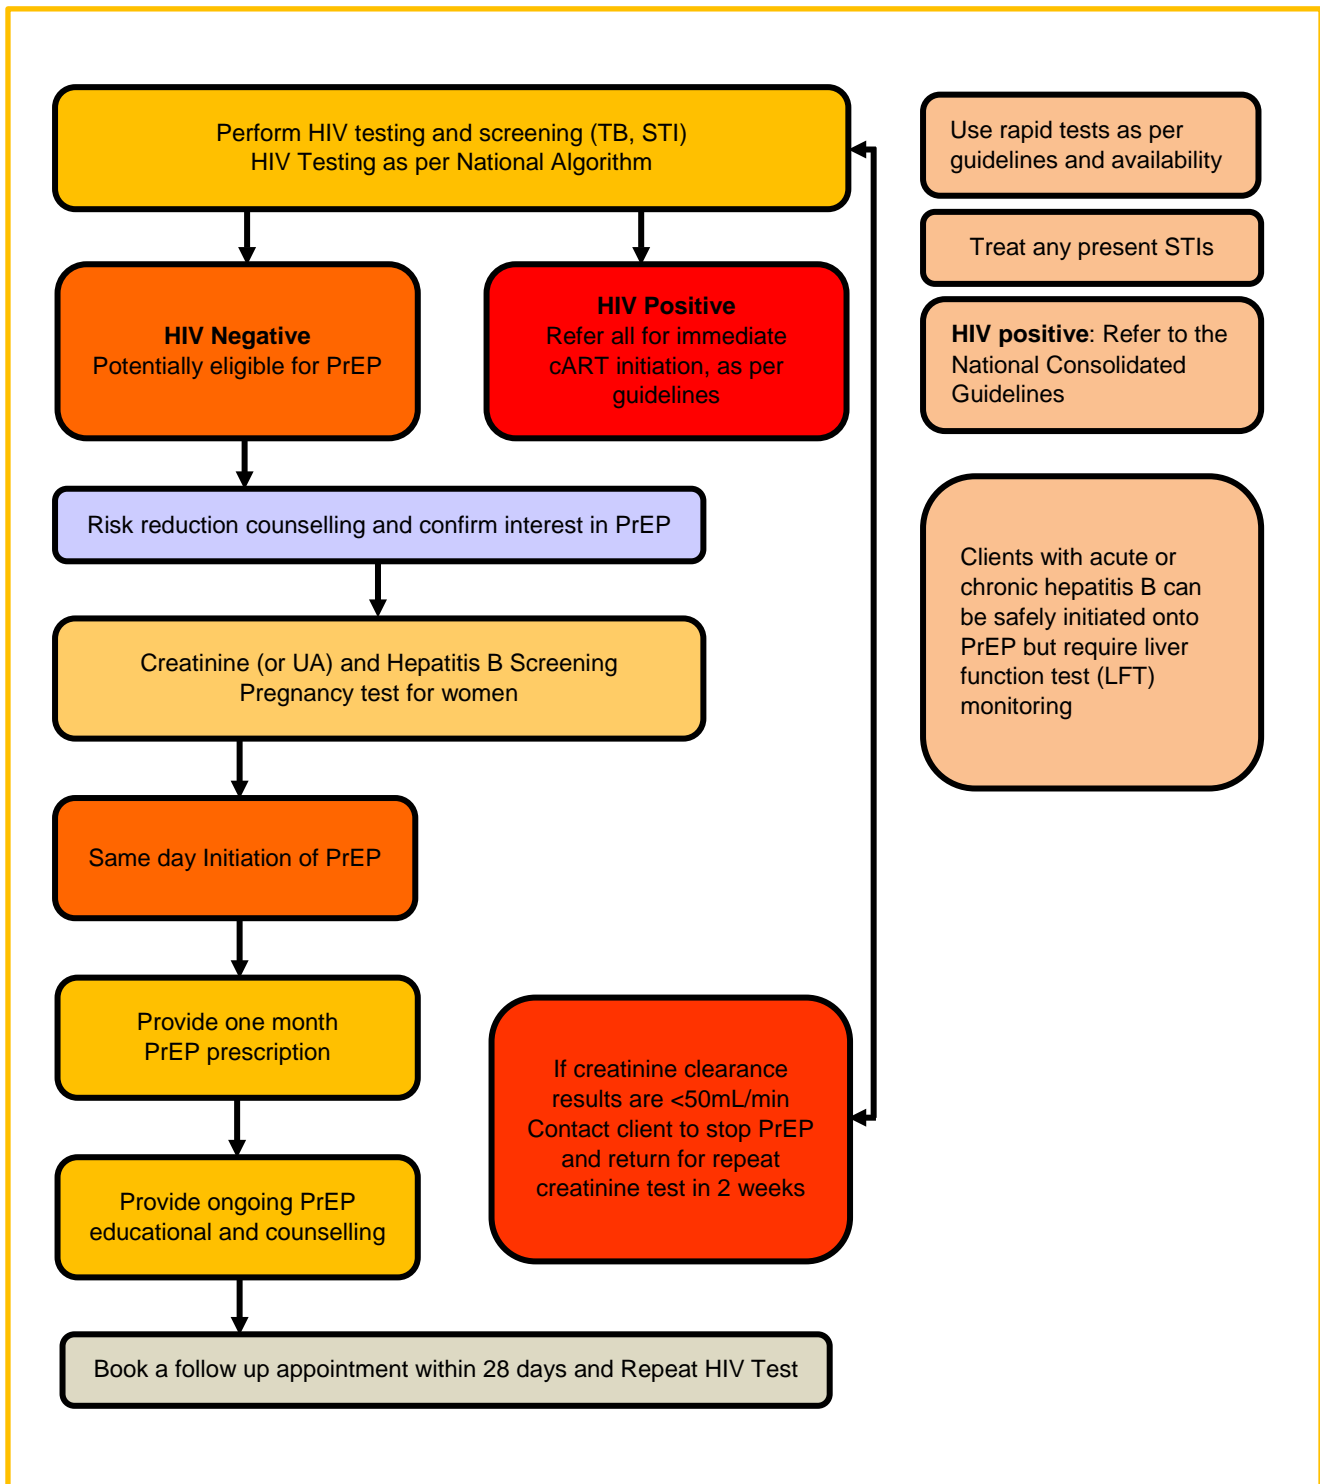 Perform HIV testing and screening (TB, STI)
HIV Testing as per National Algorithm
HIV Negative
Potentially eligible for PrEP
HIV Positive
Refer all for immediate
cART initiation, as per
guidelines
Risk reduction counselling and confirm interest in PrEP
Creatinine (or UA) and Hepatitis B Screening
Pregnancy test for women
Same day Initiation of PrEP
Provide one month
PrEP prescription
Provide ongoing PrEP
educational and counselling
If creatinine clearance
results are <50mL/min
Contact client to stop PrEP
and return for repeat
creatinine test in 2 weeks
Book a follow up appointment within 28 days and Repeat HIV Test
Use rapid tests as per
guidelines and availability
Treat any present STIs
HIV positive: Refer to the
National Consolidated
Guidelines
Clients with acute or
chronic hepatitis B can
be safely initiated onto
PrEP but require liver
function test (LFT)
monitoring